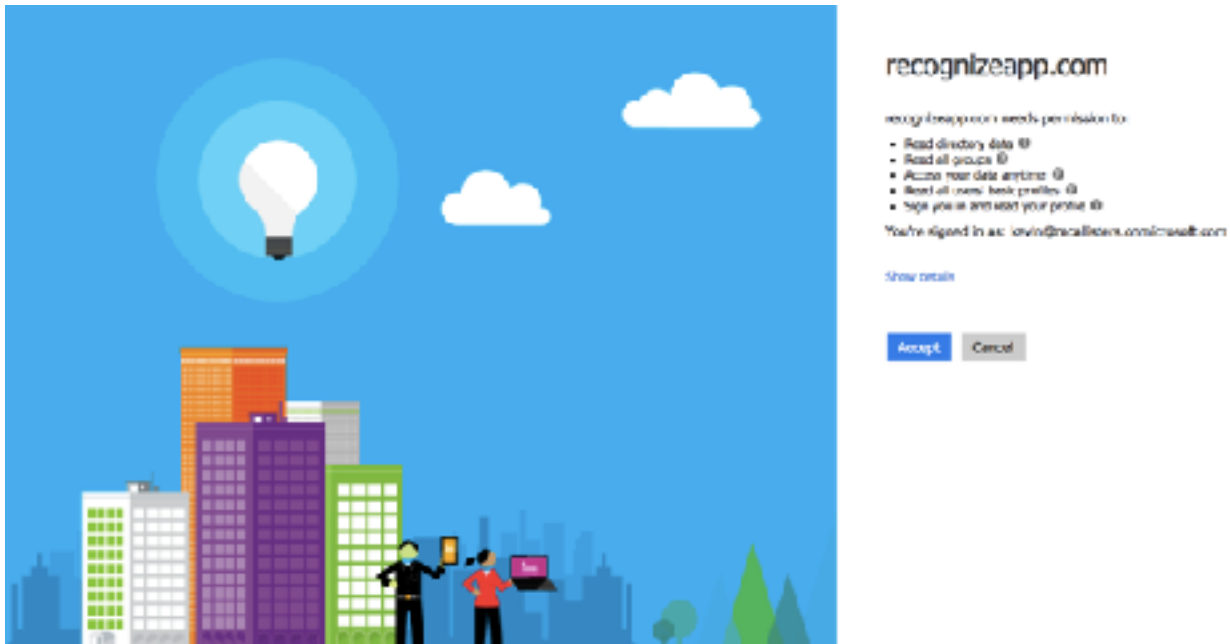 recognizeapp.com
recognizeapp.com needs permission to:
Read directory data
Read all groups
Access your data anytime
Read all users' basic profiles
Sign you in and read your profile
You're signed in as:
Show details
Accept Cancel